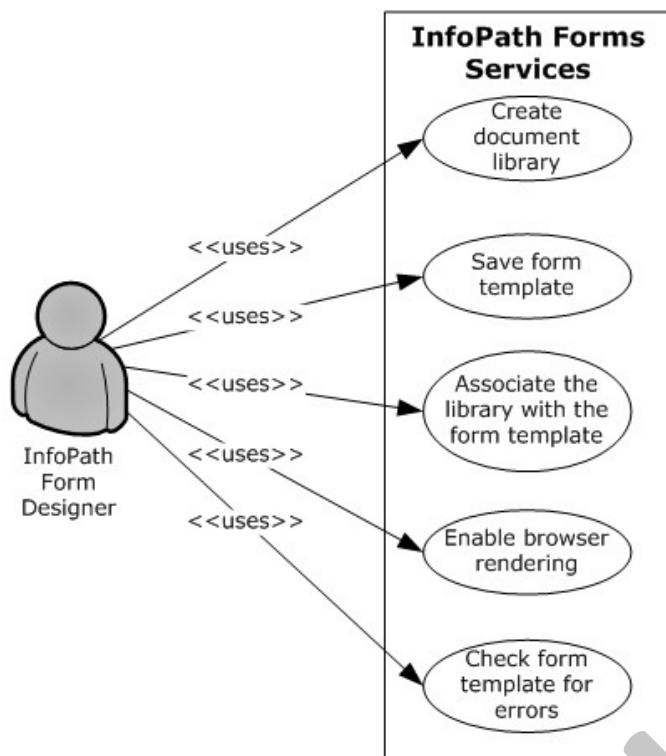 InfoPath Forms
Services
Create
document
library
<<uses>>
Save form
template
<<uses>>
Associate the
library with the
form template
<<uses>>
InfoPath
Form
Designer
<<uses>>
Enable browser
rendering
<<uses>>
Check form
template for
errors